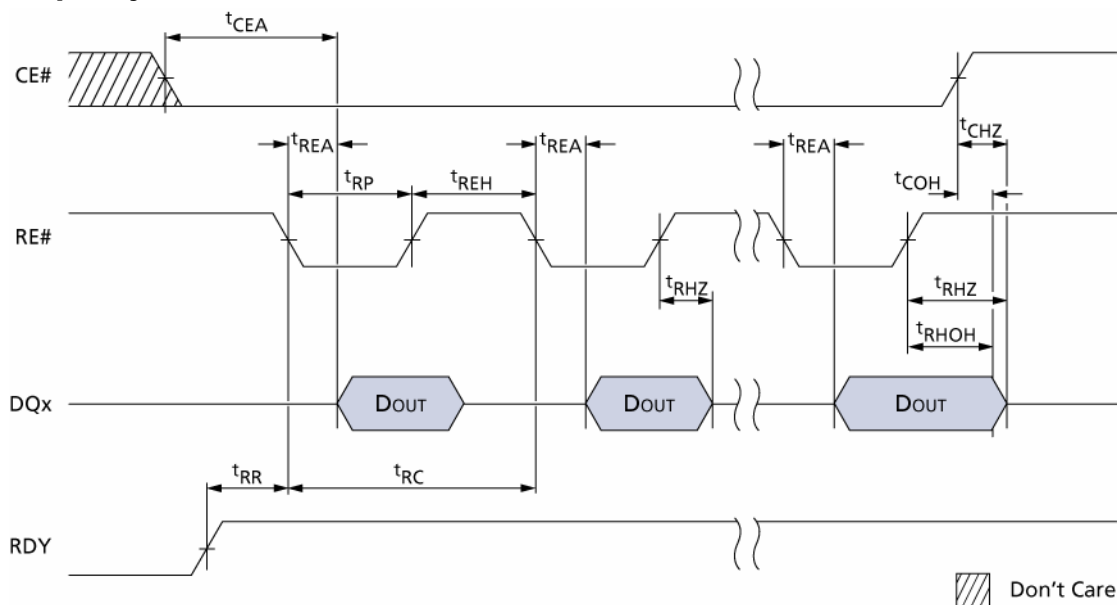 tCEA
CE#
tCHZ
tREA tREA tREA
tRP tREH tCOH
RE#
tRHZ tRHZ
tRHOH
DQx DOUT DOUT DOUT
tRR tRC
RDY
Don't Care